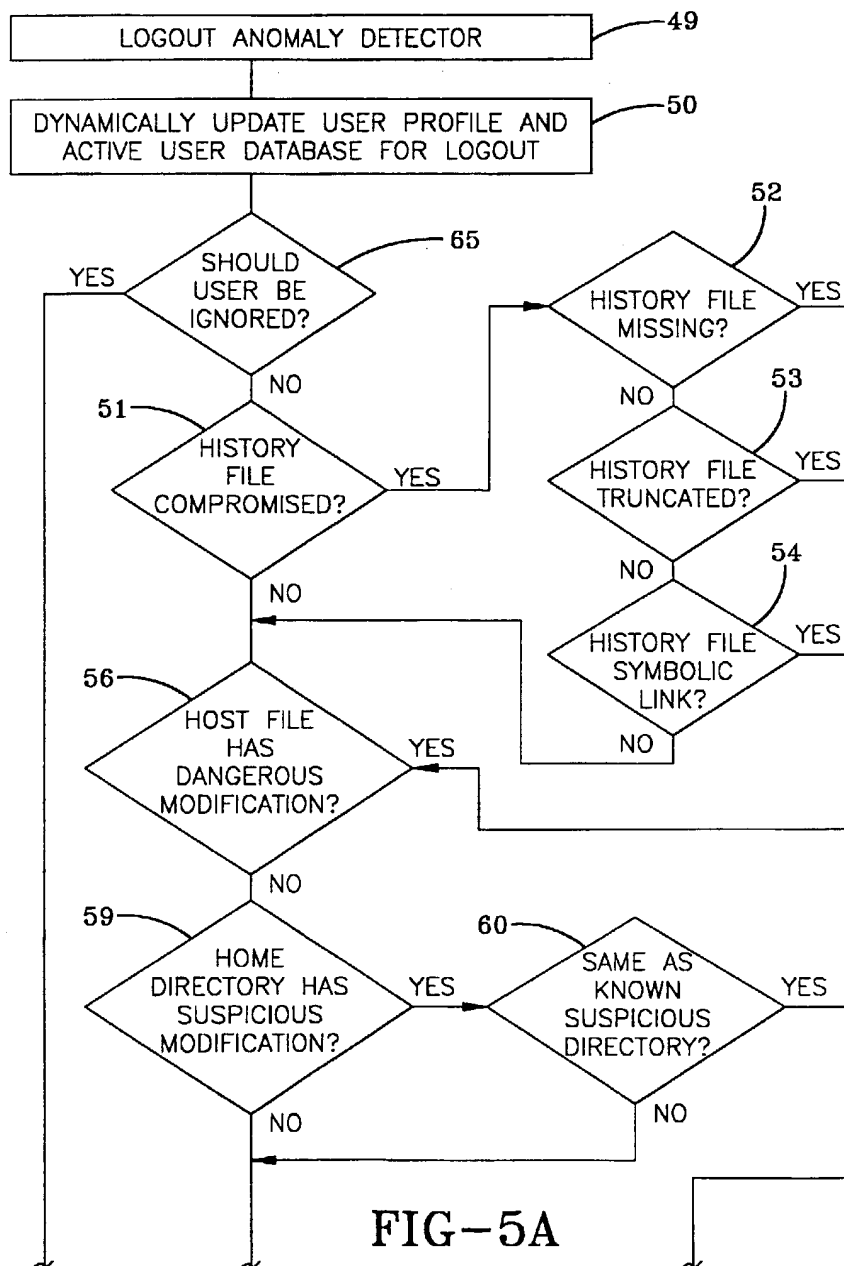 LOGOUT ANOMALY DETECTOR
49
DYNAMICALLY UPDATE USER PROFILE AND
ACTIVE USER DATABASE FOR LOGOUT
50
SHOULD
USER BE
IGNORED?
65
YES
NO
52
HISTORY FILE
MISSING?
YES
NO
51
HISTORY
FILE
COMPROMISED?
YES
NO
53
HISTORY FILE
TRUNCATED?
YES
NO
54
HISTORY FILE
SYMBOLIC
LINK?
YES
NO
56
HOST FILE
HAS
DANGEROUS
MODIFICATION?
YES
NO
59
HOME
DIRECTORY HAS
SUSPICIOUS
MODIFICATION?
YES
NO
60
SAME AS
KNOWN
SUSPICIOUS
DIRECTORY?
YES
NO
FIG-5A